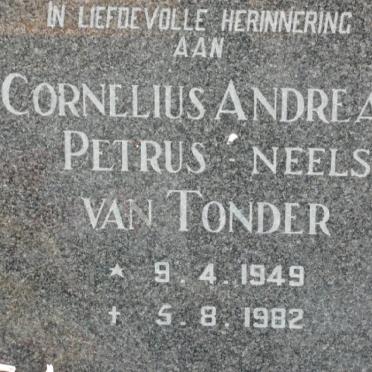 IN LIEFDEVOLLE HERINNERING
AAN
CORNELIUS ANDREA
PETRUS - NEELS
VAN TONDER
★ 9.4.1949
† 5.8.1982